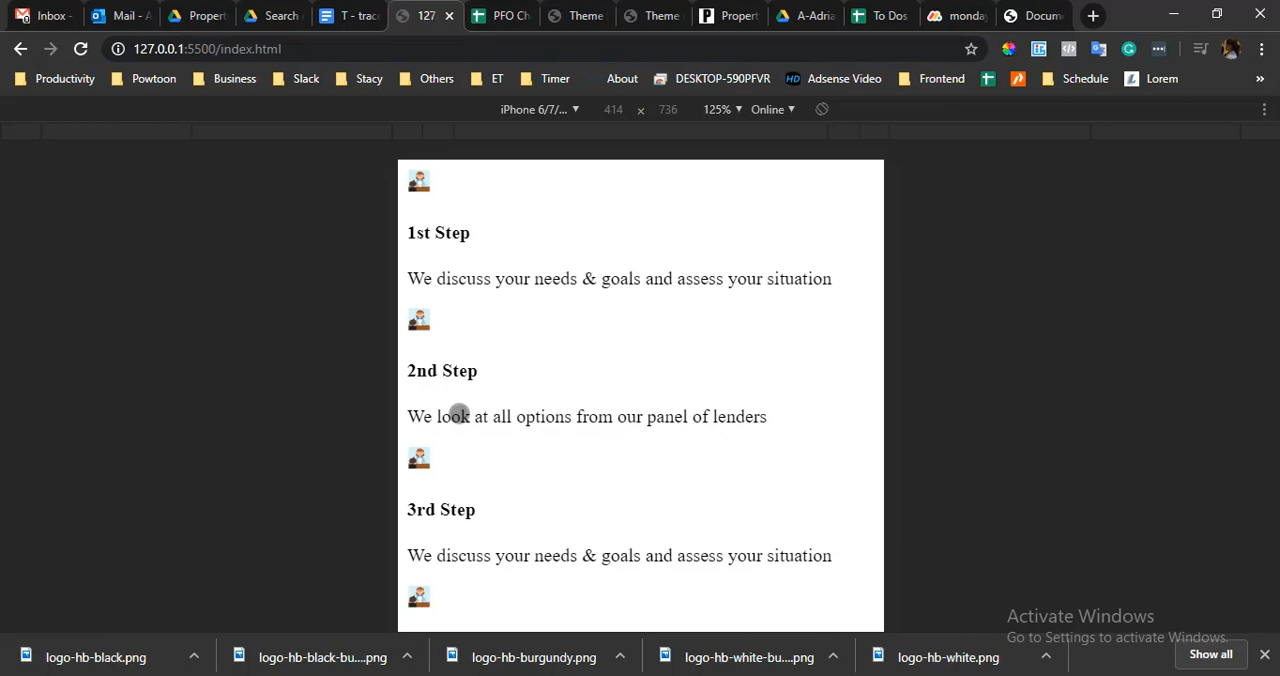 Inbox -
Mail - A
Propert
Search
T - trac
127.
PFO Ch
Theme
Theme
Propert
A-Adria
To Dos
monda
Docum
127.0.0.1:5500/index.html
Productivity
Powtoon
Business
Slack
Stacy
Others
ET
Timer
About
DESKTOP-590PFVR
HD
Adsense Video
Frontend
Schedule
Lorem
»
iPhone 6/7/... ▼ 414 x 736 125% ▼ Online ▼
1st Step
We discuss your needs & goals and assess your situation
2nd Step
We look at all options from our panel of lenders
3rd Step
We discuss your needs & goals and assess your situation
Activate Windows
Go to Settings to activate Windows.
logo-hb-black.png
logo-hb-black-bu....png
logo-hb-burgundy.png
logo-hb-white-bu....png
logo-hb-white.png
Show all